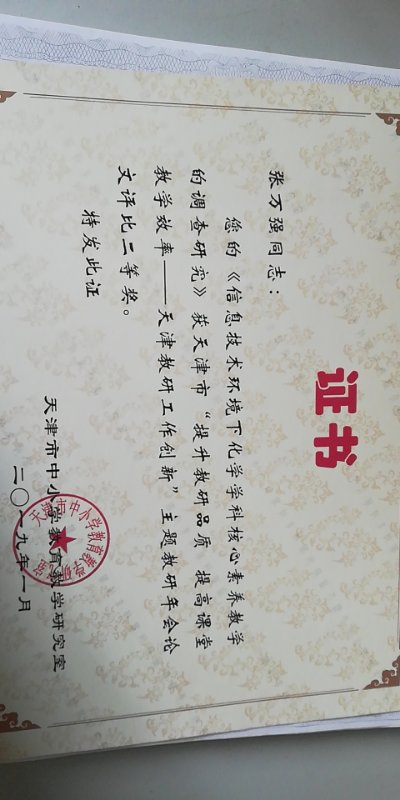 证书
张万强同志：
您的《信息技术环境下化学学科核心素养教学
的调查研究》获天津市“提升教研品质 提高课堂
教学效率——天津教研工作创新”主题教研年会论
文评比二等奖。
特发此证
天津市中小学教育教学研究室
二〇一九年一月